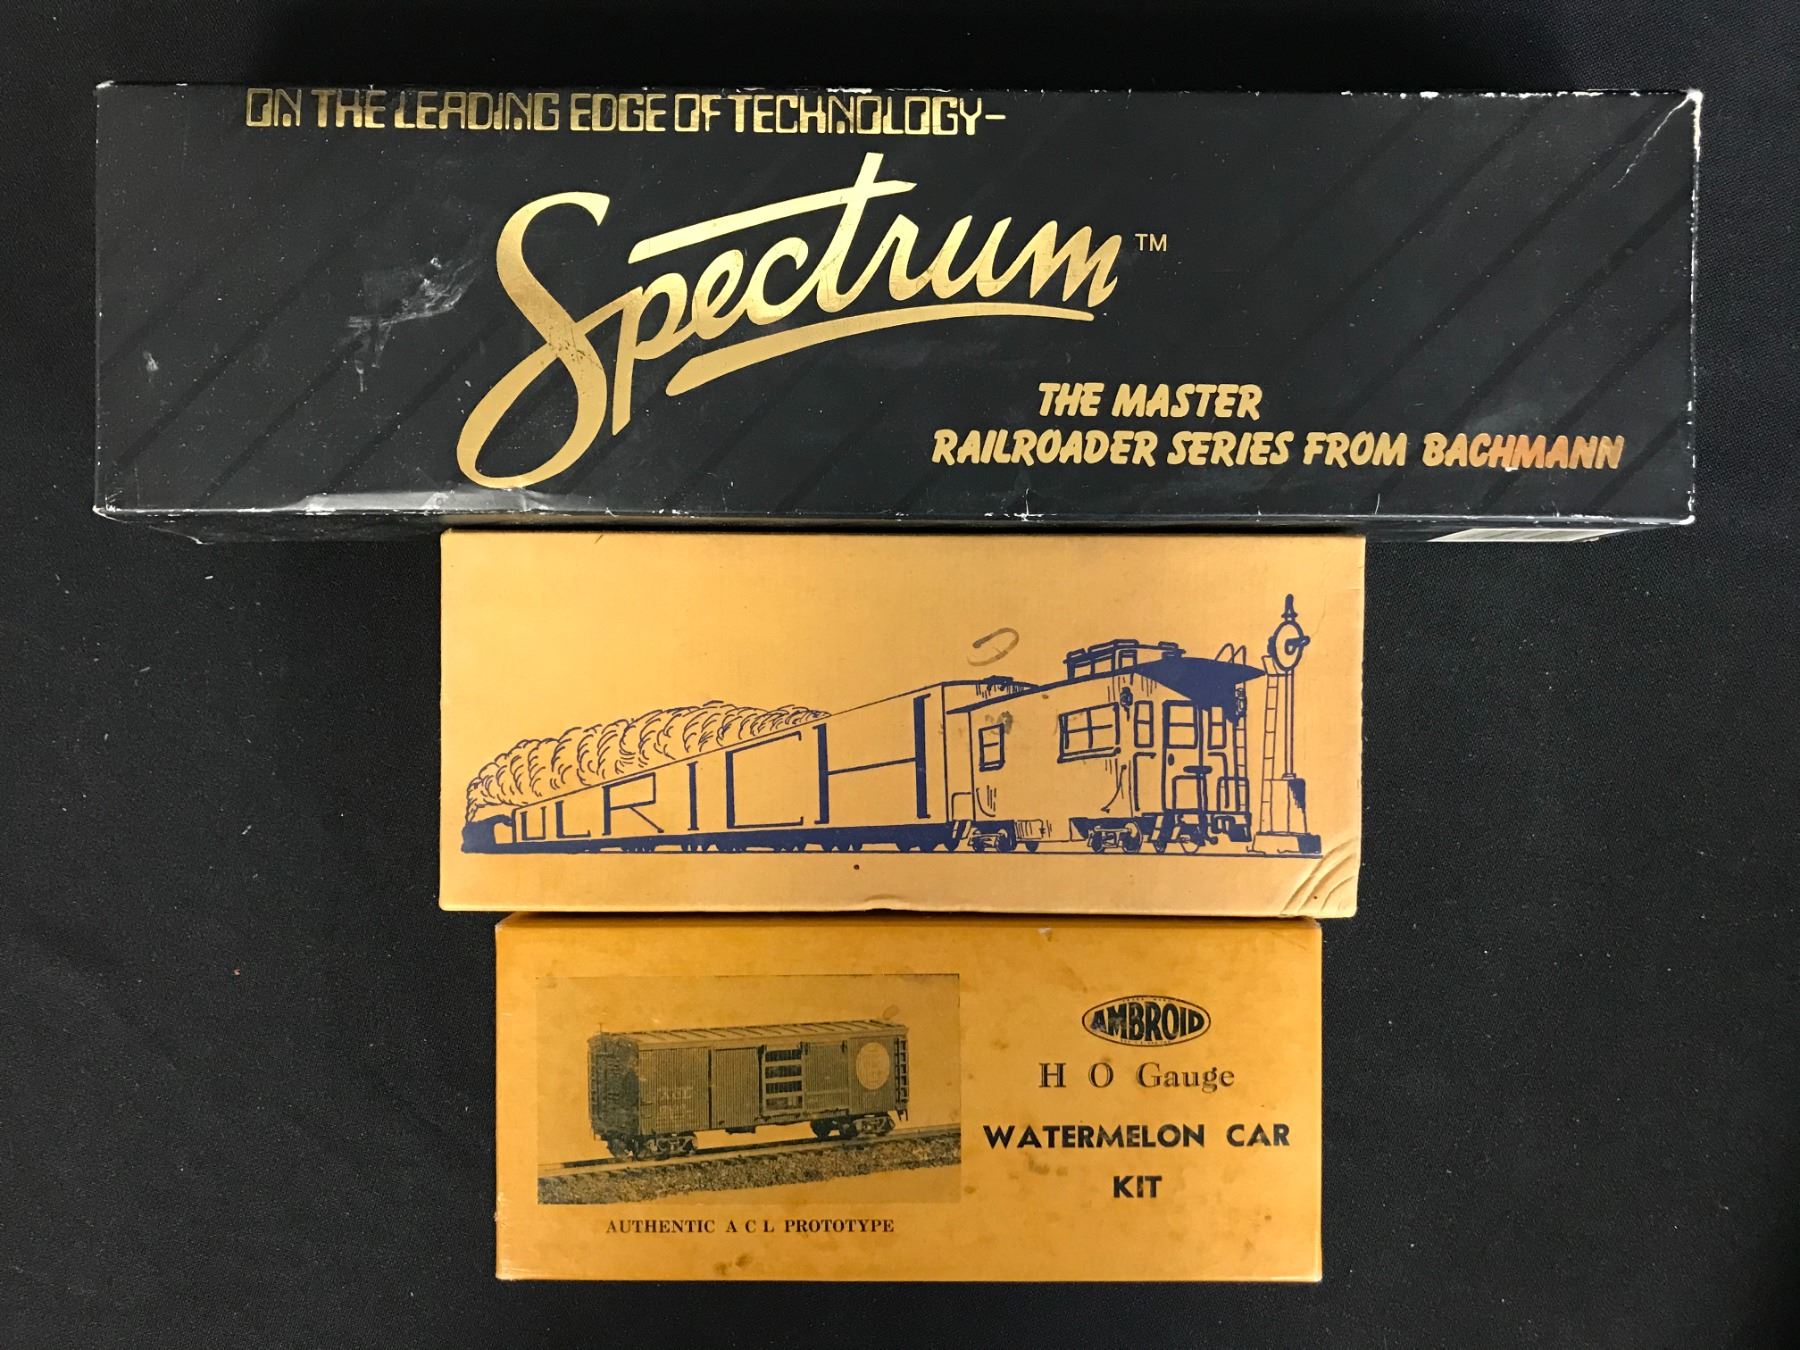 ON THE LEADING EDGE OF TECHNOLOGY-
Spectrum™
THE MASTER
RAILROADER SERIES FROM BACHMANN
ULRICH
AMBROID
H O Gauge
WATERMELON CAR
KIT
AUTHENTIC A C L PROTOTYPE